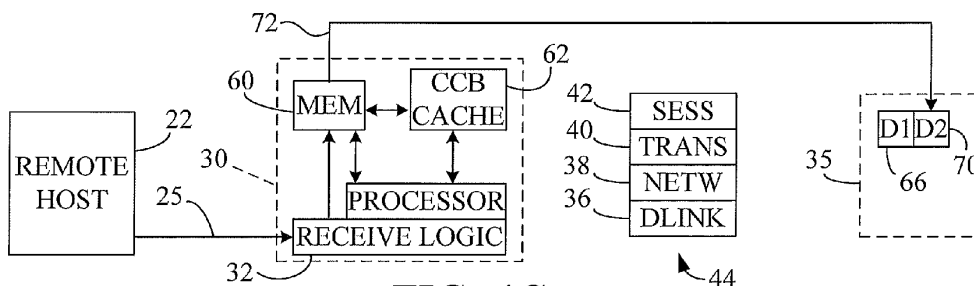 72
62
60
MEM
CCB
CACHE
22
REMOTE
HOST
30
25
PROCESSOR
RECEIVE LOGIC
32
42
SESS
40
TRANS
38
NETW
36
DLINK
44
35
D1 D2
66
70